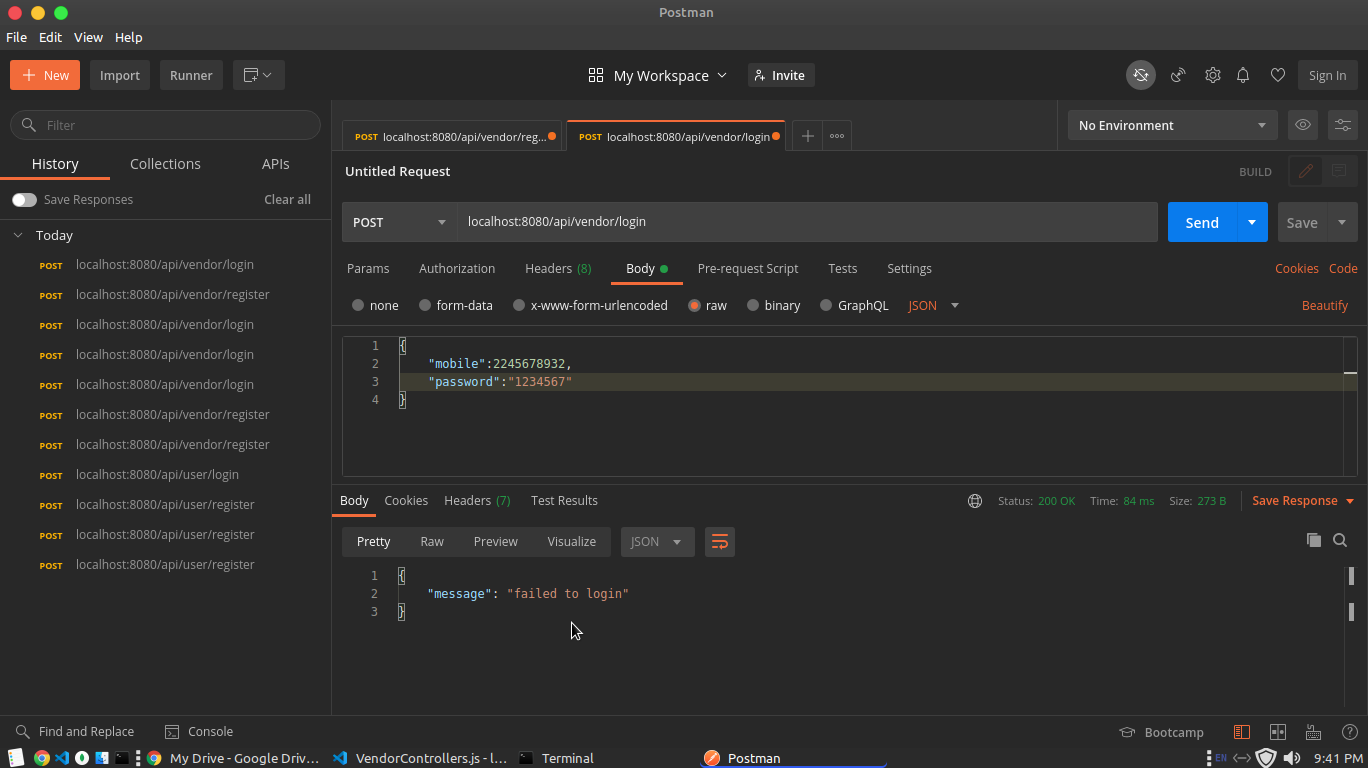 Postman
File Edit View Help
New Import Runner My Workspace Invite Sign In
Filter
History Collections APIs
Save Responses Clear all
Today
POST localhost:8080/api/vendor/login
POST localhost:8080/api/vendor/register
POST localhost:8080/api/vendor/login
POST localhost:8080/api/vendor/login
POST localhost:8080/api/vendor/login
POST localhost:8080/api/vendor/register
POST localhost:8080/api/vendor/register
POST localhost:8080/api/user/login
POST localhost:8080/api/user/register
POST localhost:8080/api/user/register
POST localhost:8080/api/user/register
POST localhost:8080/api/vendor/reg... POST localhost:8080/api/vendor/login No Environment
Untitled Request BUILD
POST localhost:8080/api/vendor/login Send Save
Params Authorization Headers (8) Body Pre-request Script Tests Settings Cookies Code
none form-data x-www-form-urlencoded raw binary GraphQL JSON Beautify
1 {
2 "mobile":2245678932,
3 "password":"1234567"
4 }
Body Cookies Headers (7) Test Results Status: 200 OK Time: 84 ms Size: 273 B Save Response
Pretty Raw Preview Visualize JSON
1 {
2 "message": "failed to login"
3 }
Find and Replace Console Bootcamp
My Drive - Google Driv... VendorControllers.js - l... Terminal Postman EN 9:41 PM